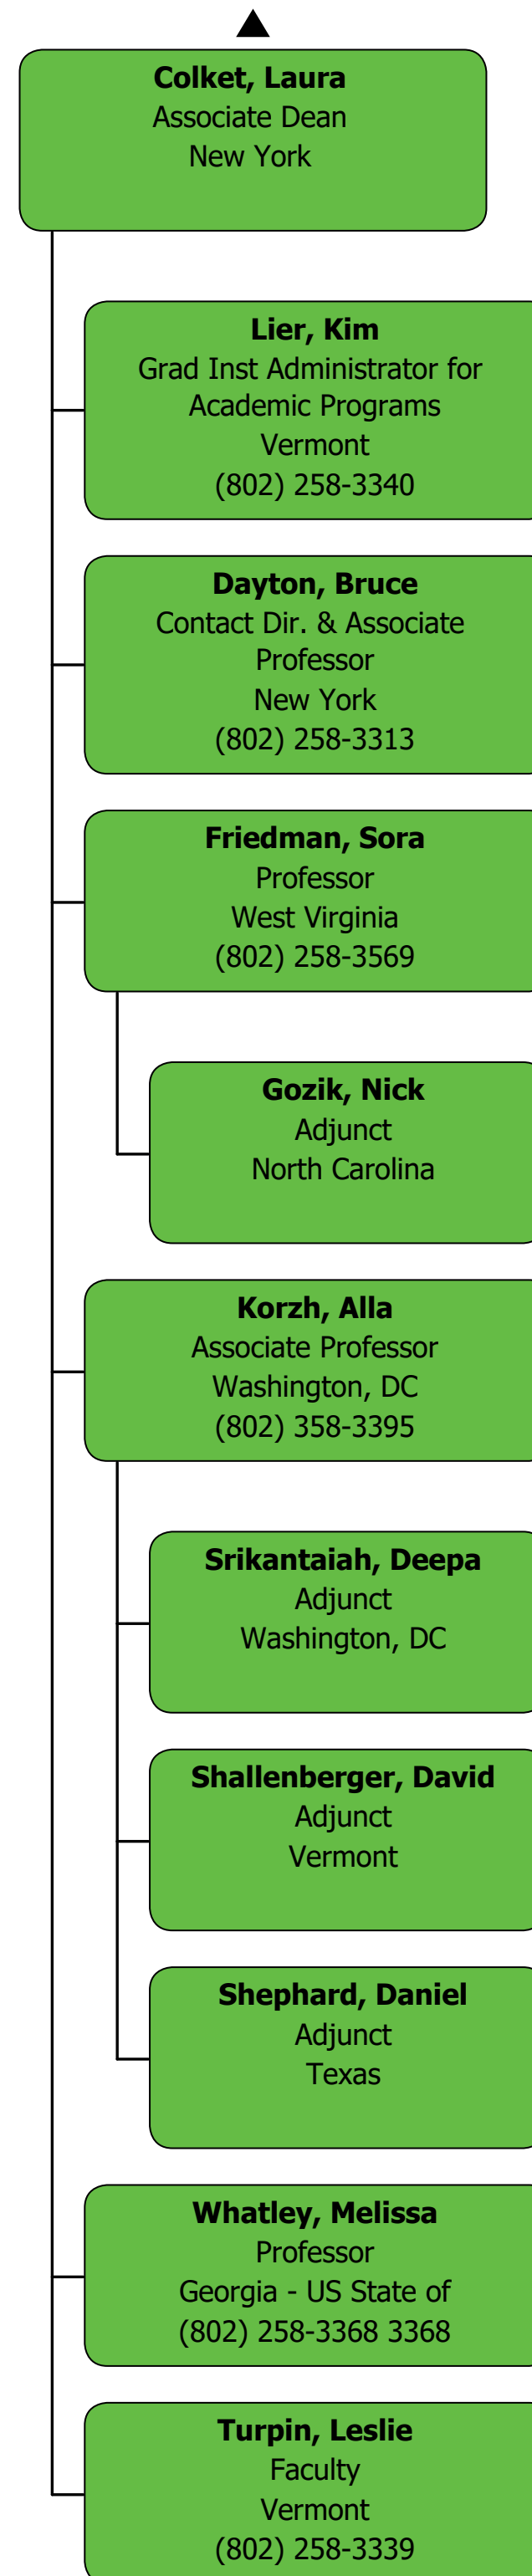 Colket, Laura
Associate Dean
New York
Lier, Kim
Grad Inst Administrator for
Academic Programs
Vermont
(802) 258-3340
Dayton, Bruce
Contact Dir. & Associate
Professor
New York
(802) 258-3313
Friedman, Sora
Professor
West Virginia
(802) 258-3569
Gozik, Nick
Adjunct
North Carolina
Korzh, Alla
Associate Professor
Washington, DC
(802) 358-3395
Srikantaiah, Deepa
Adjunct
Washington, DC
Shallenberger, David
Adjunct
Vermont
Shephard, Daniel
Adjunct
Texas
Whatley, Melissa
Professor
Georgia - US State of
(802) 258-3368 3368
Turpin, Leslie
Faculty
Vermont
(802) 258-3339